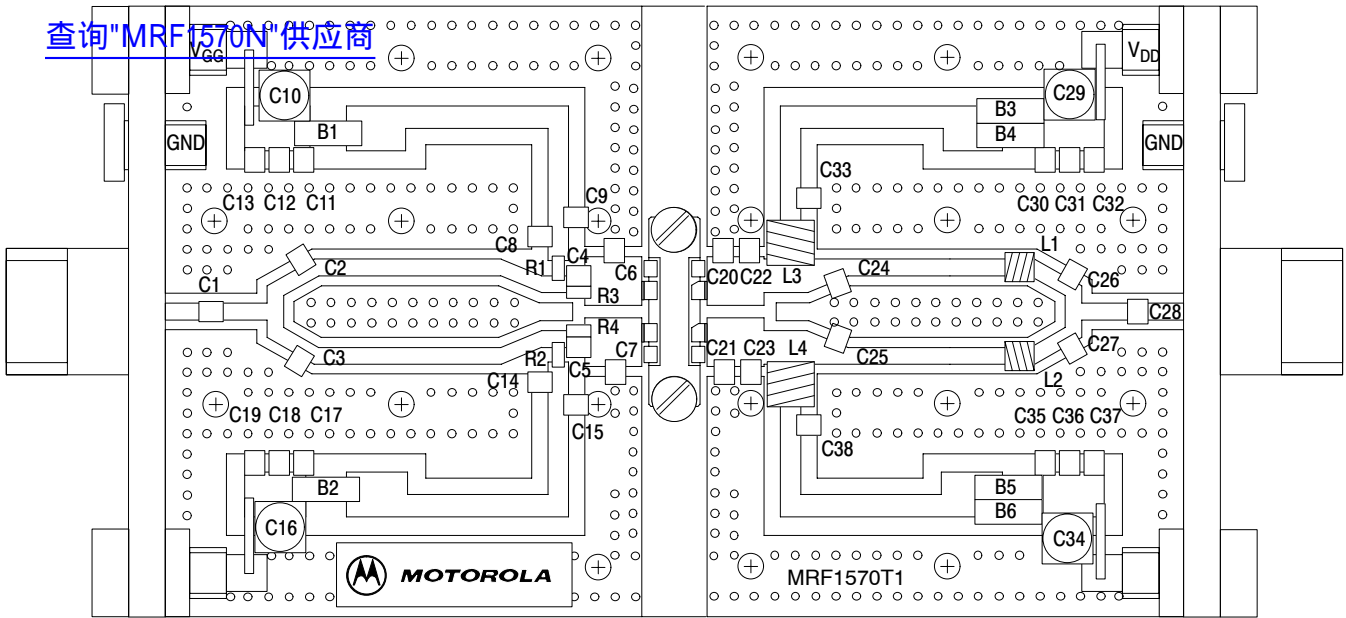 查询"MRF1570N"供应商
VGG
VDD
C10
C29
B1
B3
B4
GND
GND
C33
C13 C12 C11
C9
C30 C31 C32
C8
C4
L1
R1
C6
C20 C22 L3
C24
C2
C26
C1
R3
C28
R4
C3
C7
L4
C27
R2
C5
C21 C23
C25
C14
L2
C19 C18 C17
C35 C36 C37
C15
C38
B2
B5
B6
C16
C34
MOTOROLA
MRF1570T1